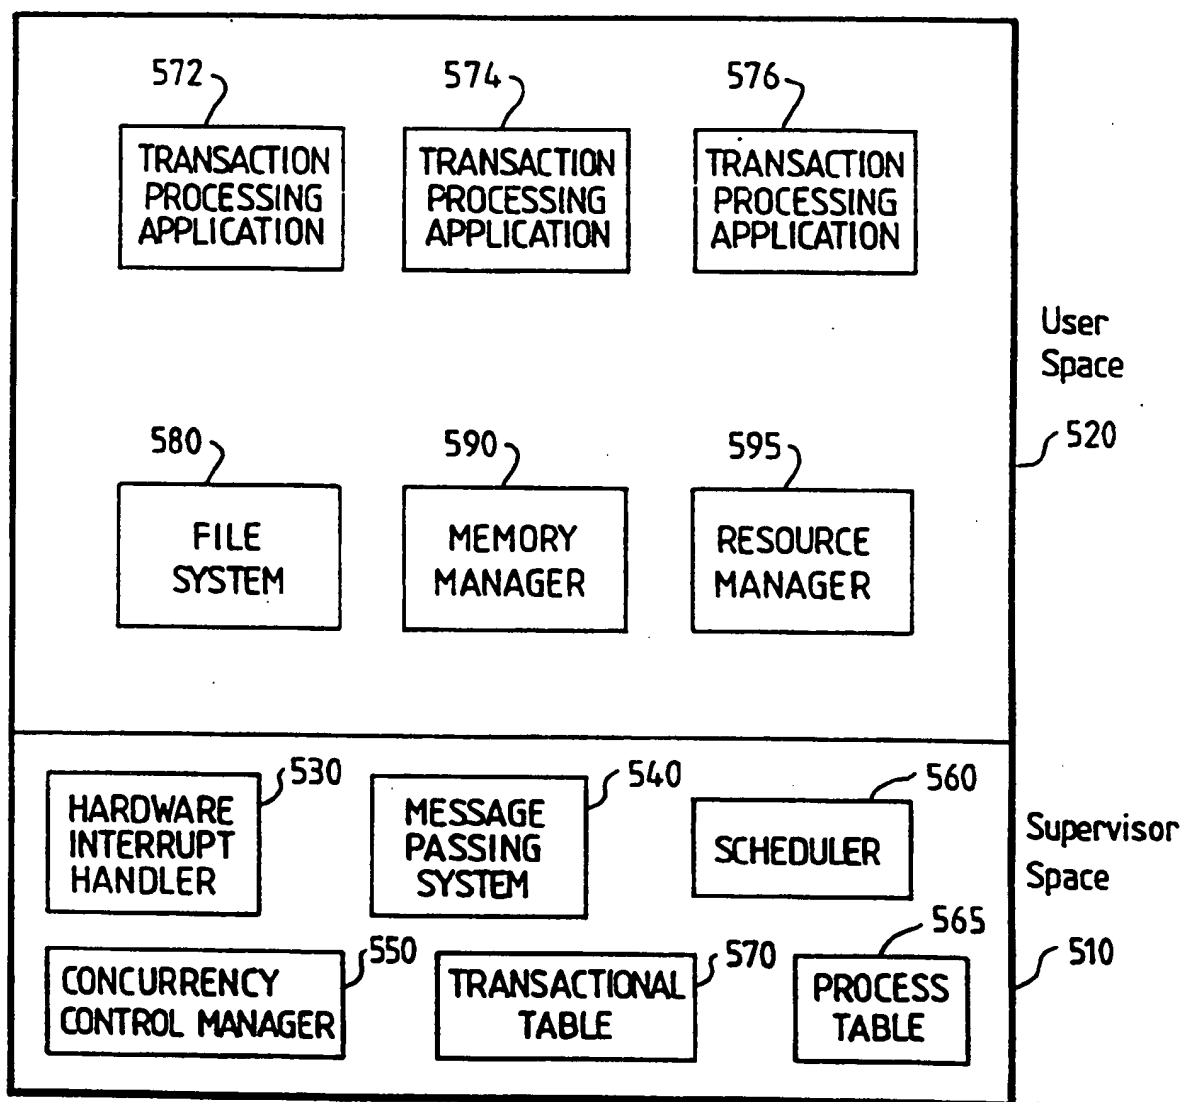 572
574
576
TRANSACTION
PROCESSING
APPLICATION
TRANSACTION
PROCESSING
APPLICATION
TRANSACTION
PROCESSING
APPLICATION
User
Space
520
580
590
595
FILE
SYSTEM
MEMORY
MANAGER
RESOURCE
MANAGER
530
540
560
HARDWARE
INTERRUPT
HANDLER
MESSAGE
PASSING
SYSTEM
SCHEDULER
Supervisor
Space
510
550
570
565
CONCURRENCY
CONTROL MANAGER
TRANSACTIONAL
TABLE
PROCESS
TABLE